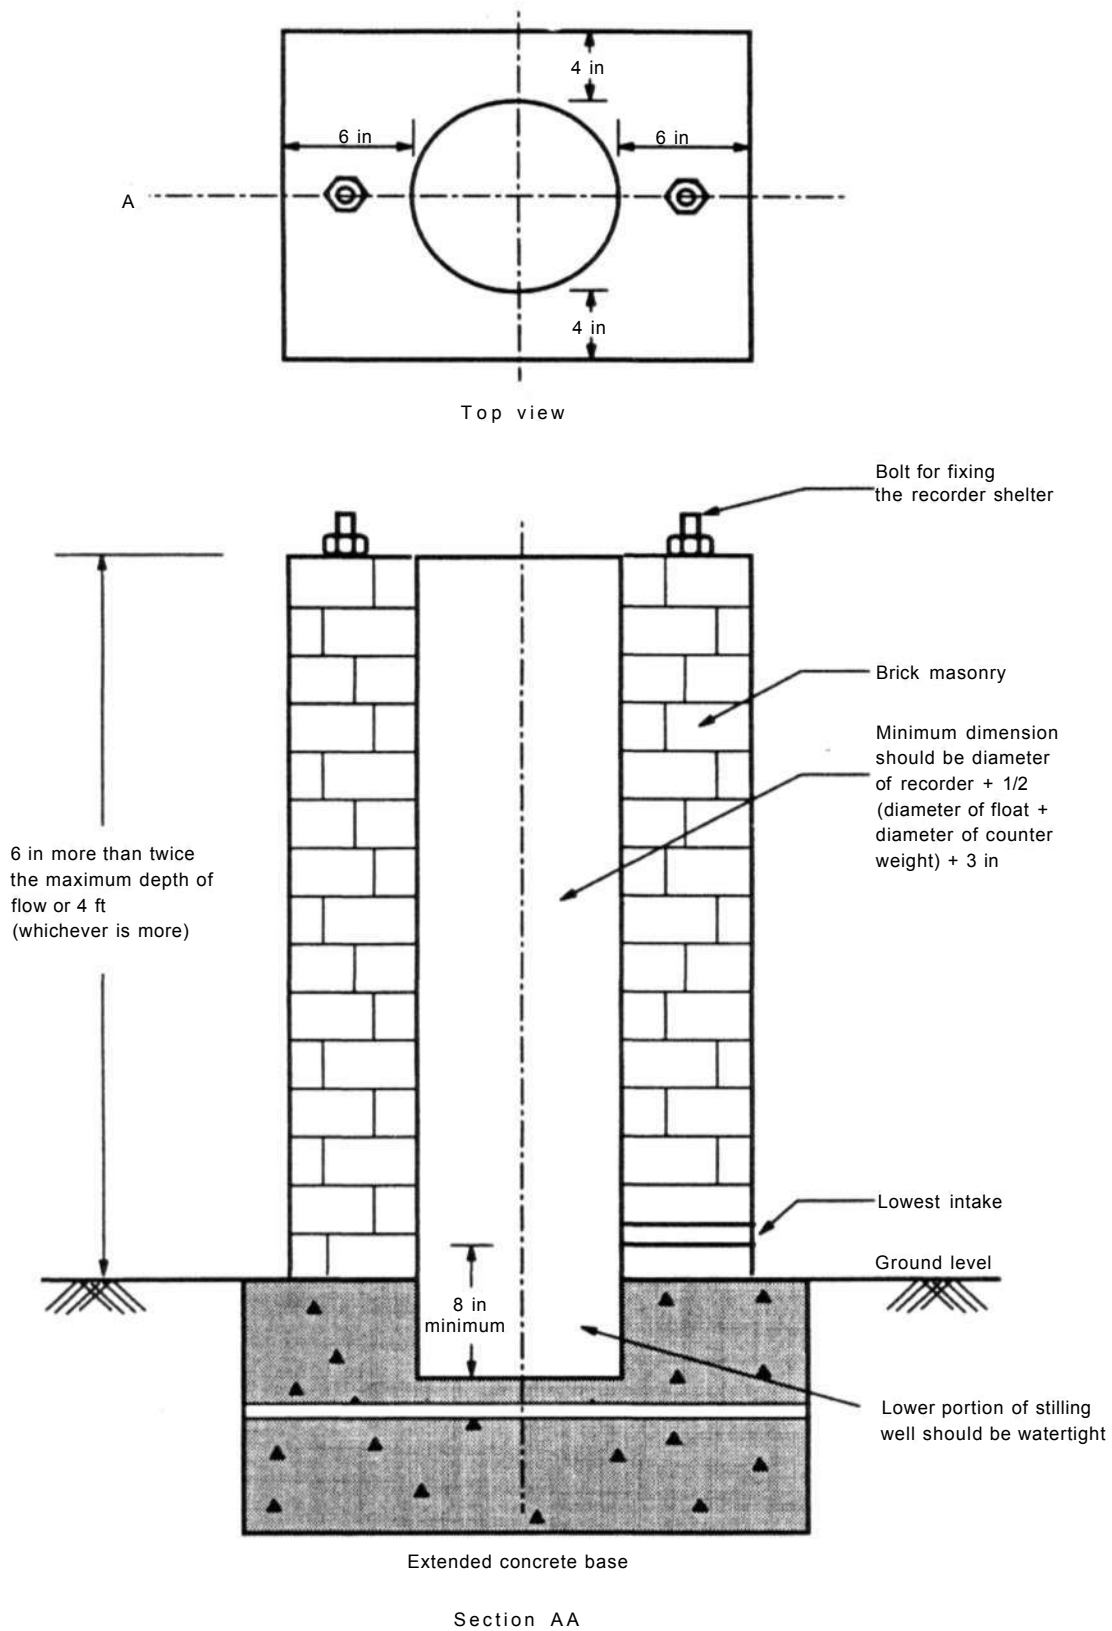 4 in
6 in
6 in
A
4 in
Top view
Bolt for fixing
the recorder shelter
Brick masonry
Minimum dimension
should be diameter
of recorder + 1/2
(diameter of float +
diameter of counter
weight) + 3 in
6 in more than twice
the maximum depth of
flow or 4 ft
(whichever is more)
Lowest intake
Ground level
8 in
minimum
Lower portion of stilling
well should be watertight
Extended concrete base
Section AA